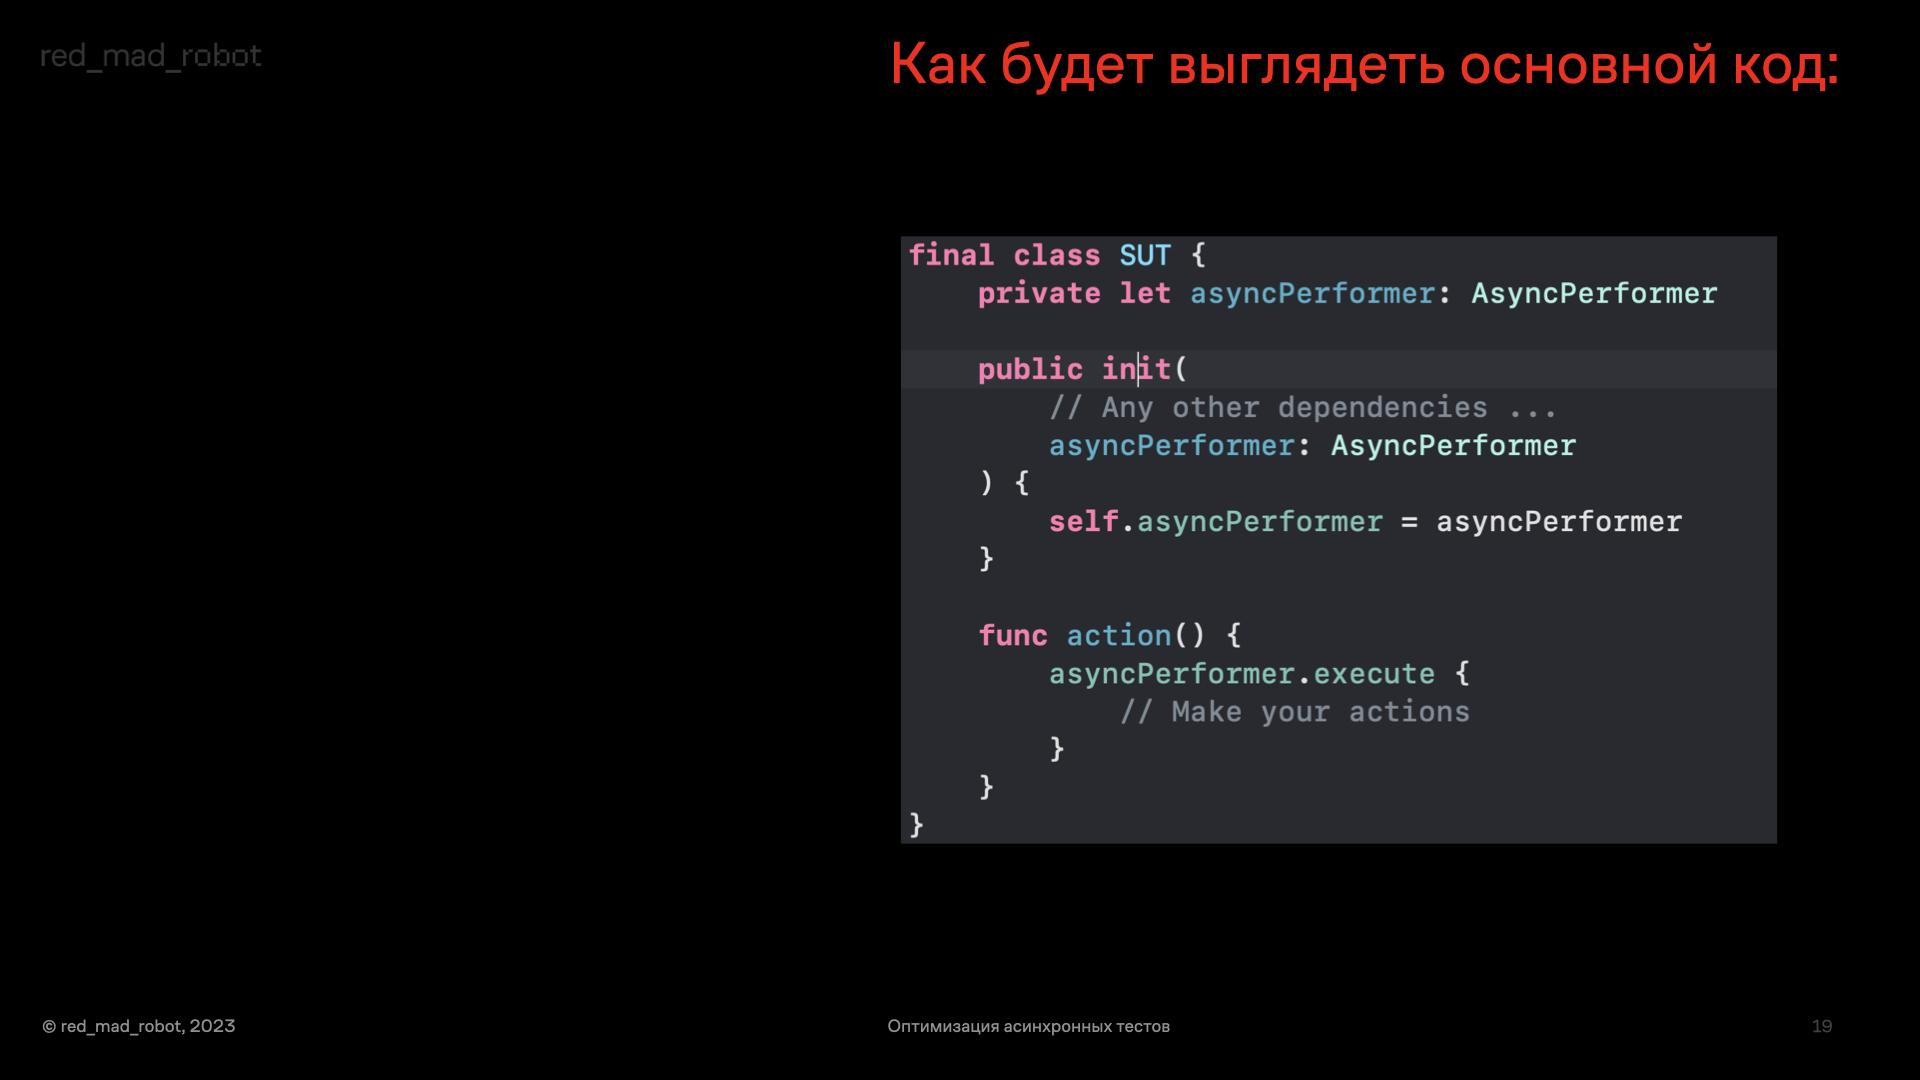 red_mad_robot
Как будет выглядеть основной код:
final class SUT {
    private let asyncPerformer: AsyncPerformer

    public init(
        // Any other dependencies ...
        asyncPerformer: AsyncPerformer
    ) {
        self.asyncPerformer = asyncPerformer
    }

    func action() {
        asyncPerformer.execute {
            // Make your actions
        }
    }
}
© red_mad_robot, 2023
Оптимизация асинхронных тестов
19